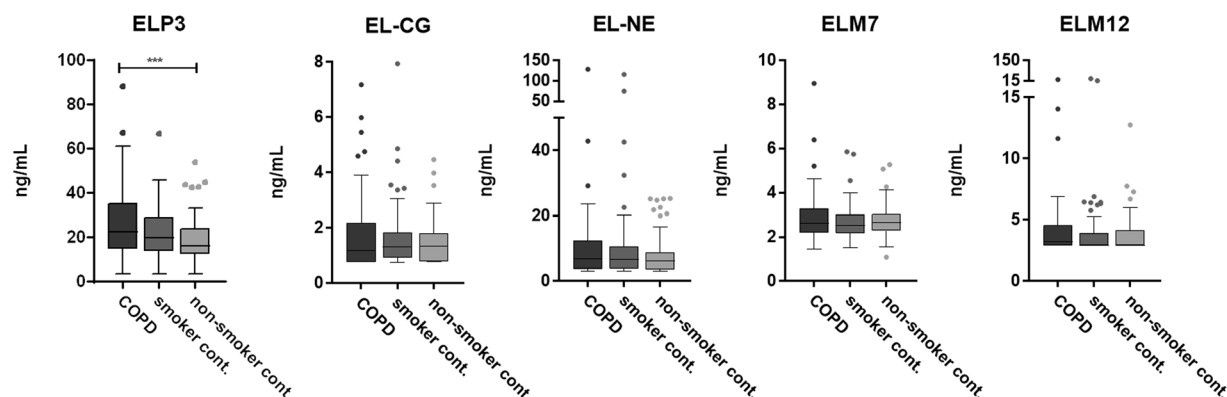 ELP3
EL-CG
EL-NE
ELM7
ELM12
ng/mL
100
80
60
40
20
0
***
COPD
smoker cont.
non-smoker cont
ng/mL
8
6
4
2
0
COPD
smoker cont.
non-smoker cont
ng/mL
150
100
50
40
20
0
COPD
smoker cont.
non-smoker cont
ng/mL
10
8
6
4
2
0
COPD
smoker cont.
non-smoker cont
ng/mL
150
15
15
10
5
0
COPD
smoker cont.
non-smoker cont